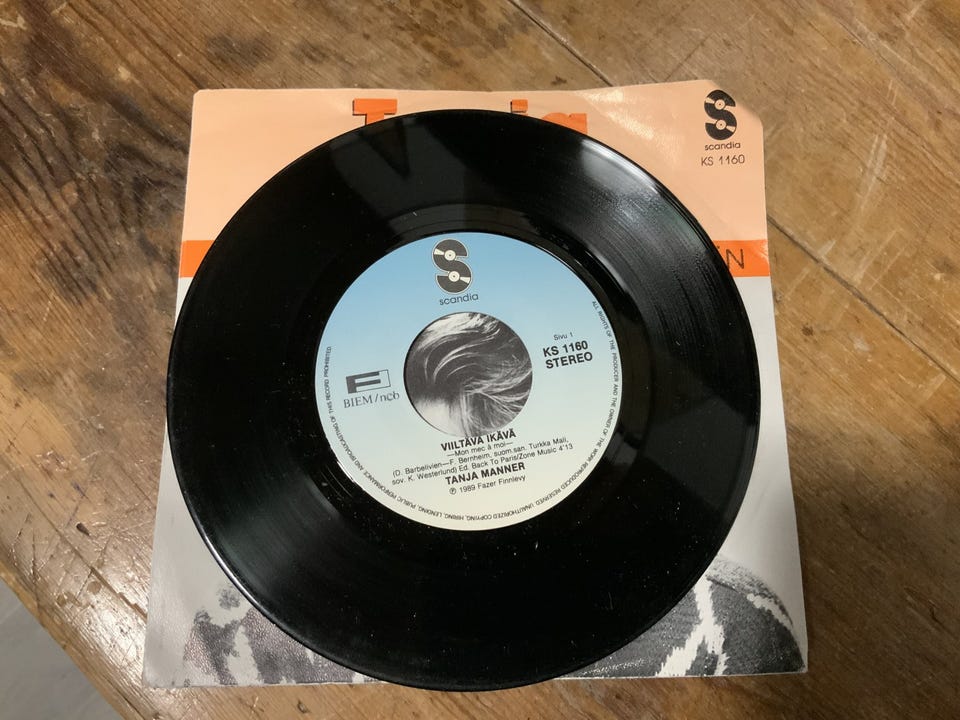 scandia
KS 1160
scandia
Sivu 1
KS 1160
STEREO
BIEM/ncb
VIILTÄVÄ IKÄVÄ
—Mon mec à moi—
(D. Barbelivien—F. Bernheim, suom.san. Turkka Mali,
sov. K. Westerlund) Ed. Back To Paris/Zone Music 4'13
TANJA MANNER
℗ 1989 Fazer Finnlevy
ALL RIGHTS OF THE PRODUCER AND THE OWNER OF THE WORK REPRODUCED RESERVED. UNAUTHORIZED COPYING, HIRING, LENDING, PUBLIC PERFORMANCE AND BROADCASTING OF THIS RECORD PROHIBITED